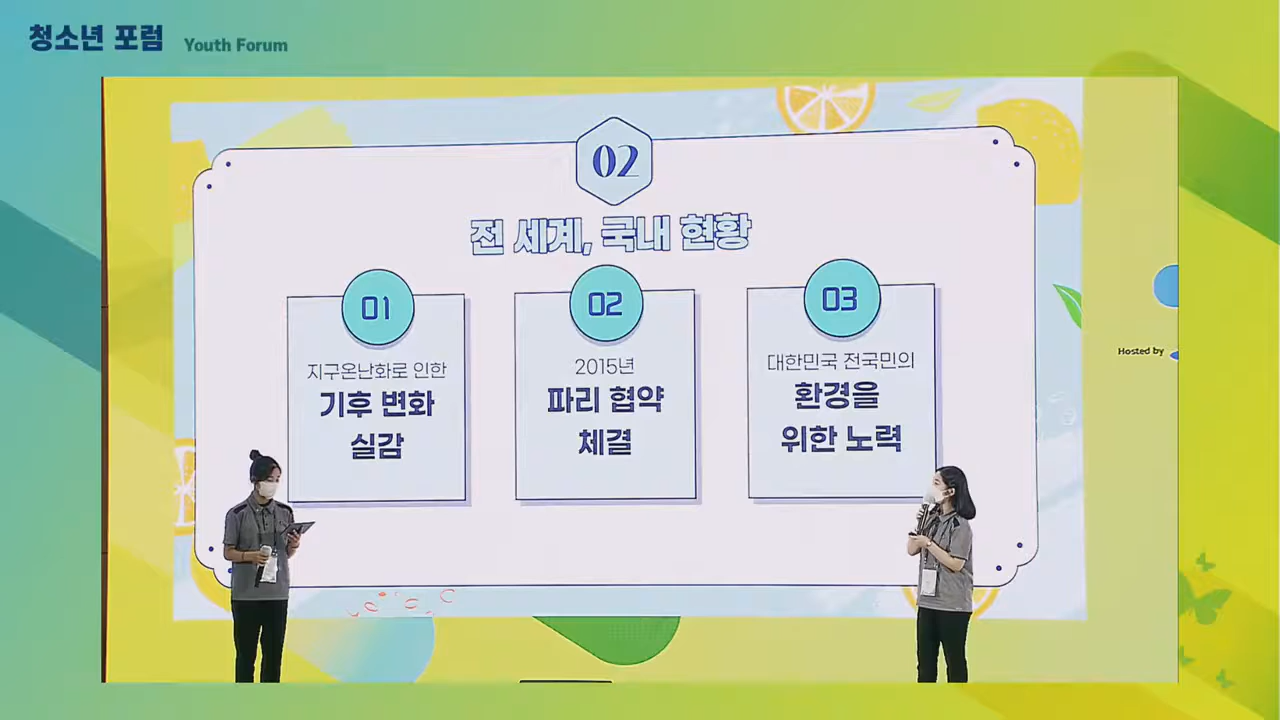 청소년 포럼 Youth Forum
02
전 세계, 국내 현황
01
지구온난화로 인한
기후 변화
실감
02
2015년
파리 협약
체결
03
대한민국 전국민의
환경을
위한 노력
Hosted by